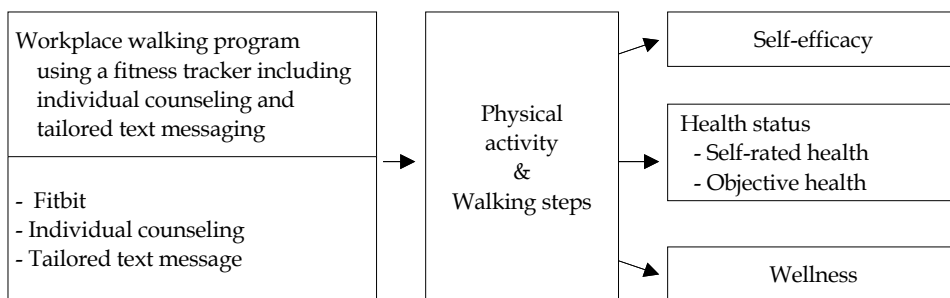 Workplace walking program
using a fitness tracker including
individual counseling and
tailored text messaging
- Fitbit
- Individual counseling
- Tailored text message
Physical
activity
&
Walking steps
Self-efficacy
Health status
- Self-rated health
- Objective health
Wellness